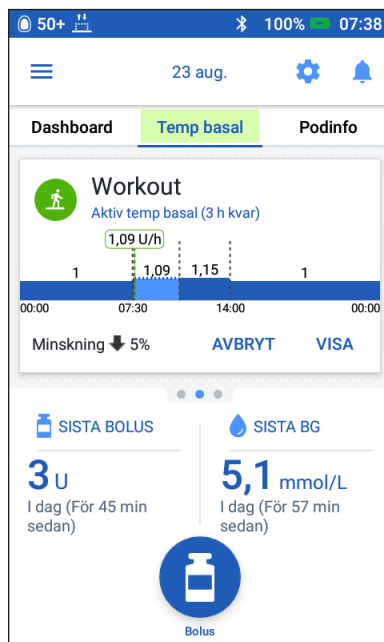 50+ 100% 07:38
23 aug.
Dashboard Temp basal Podinfo
Workout
Aktiv temp basal (3 h kvar)
1,09 U/h
1 1,09 1,15 1
00:00 07:30 14:00 00:00
Minskning 5% AVBRYT VISA
SISTA BOLUS SISTA BG
3 U 5,1 mmol/L
I dag (För 45 min I dag (För 57 min
sedan) sedan)
Bolus